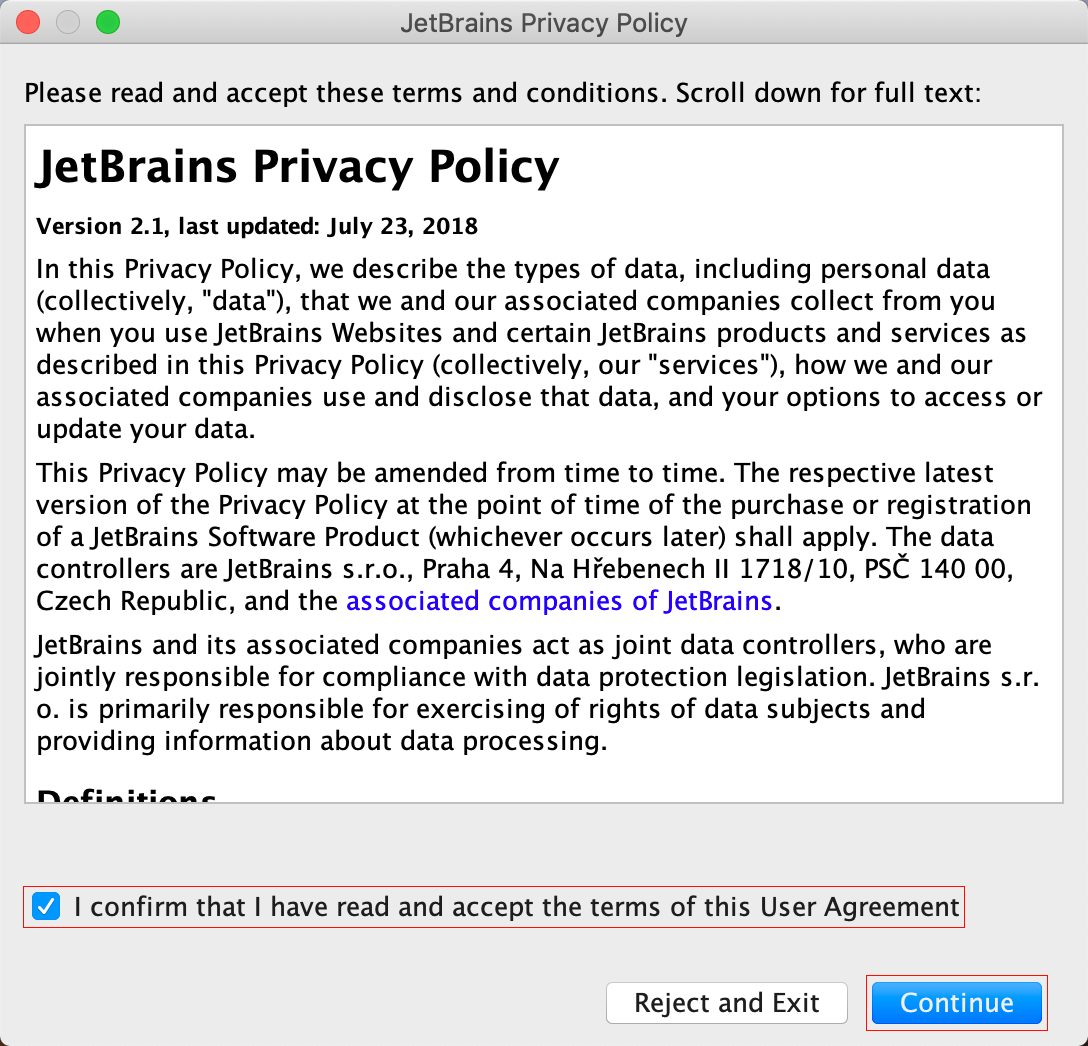 JetBrains Privacy Policy
Please read and accept these terms and conditions. Scroll down for full text:
JetBrains Privacy Policy
Version 2.1, last updated: July 23, 2018
In this Privacy Policy, we describe the types of data, including personal data
(collectively, "data"), that we and our associated companies collect from you
when you use JetBrains Websites and certain JetBrains products and services as
described in this Privacy Policy (collectively, our "services"), how we and our
associated companies use and disclose that data, and your options to access or
update your data.
This Privacy Policy may be amended from time to time. The respective latest
version of the Privacy Policy at the point of time of the purchase or registration
of a JetBrains Software Product (whichever occurs later) shall apply. The data
controllers are JetBrains s.r.o., Praha 4, Na Hřebenech II 1718/10, PSČ 140 00,
Czech Republic, and the associated companies of JetBrains.
JetBrains and its associated companies act as joint data controllers, who are
jointly responsible for compliance with data protection legislation. JetBrains s.r.
o. is primarily responsible for exercising of rights of data subjects and
providing information about data processing.
Definitions
I confirm that I have read and accept the terms of this User Agreement
Reject and Exit
Continue